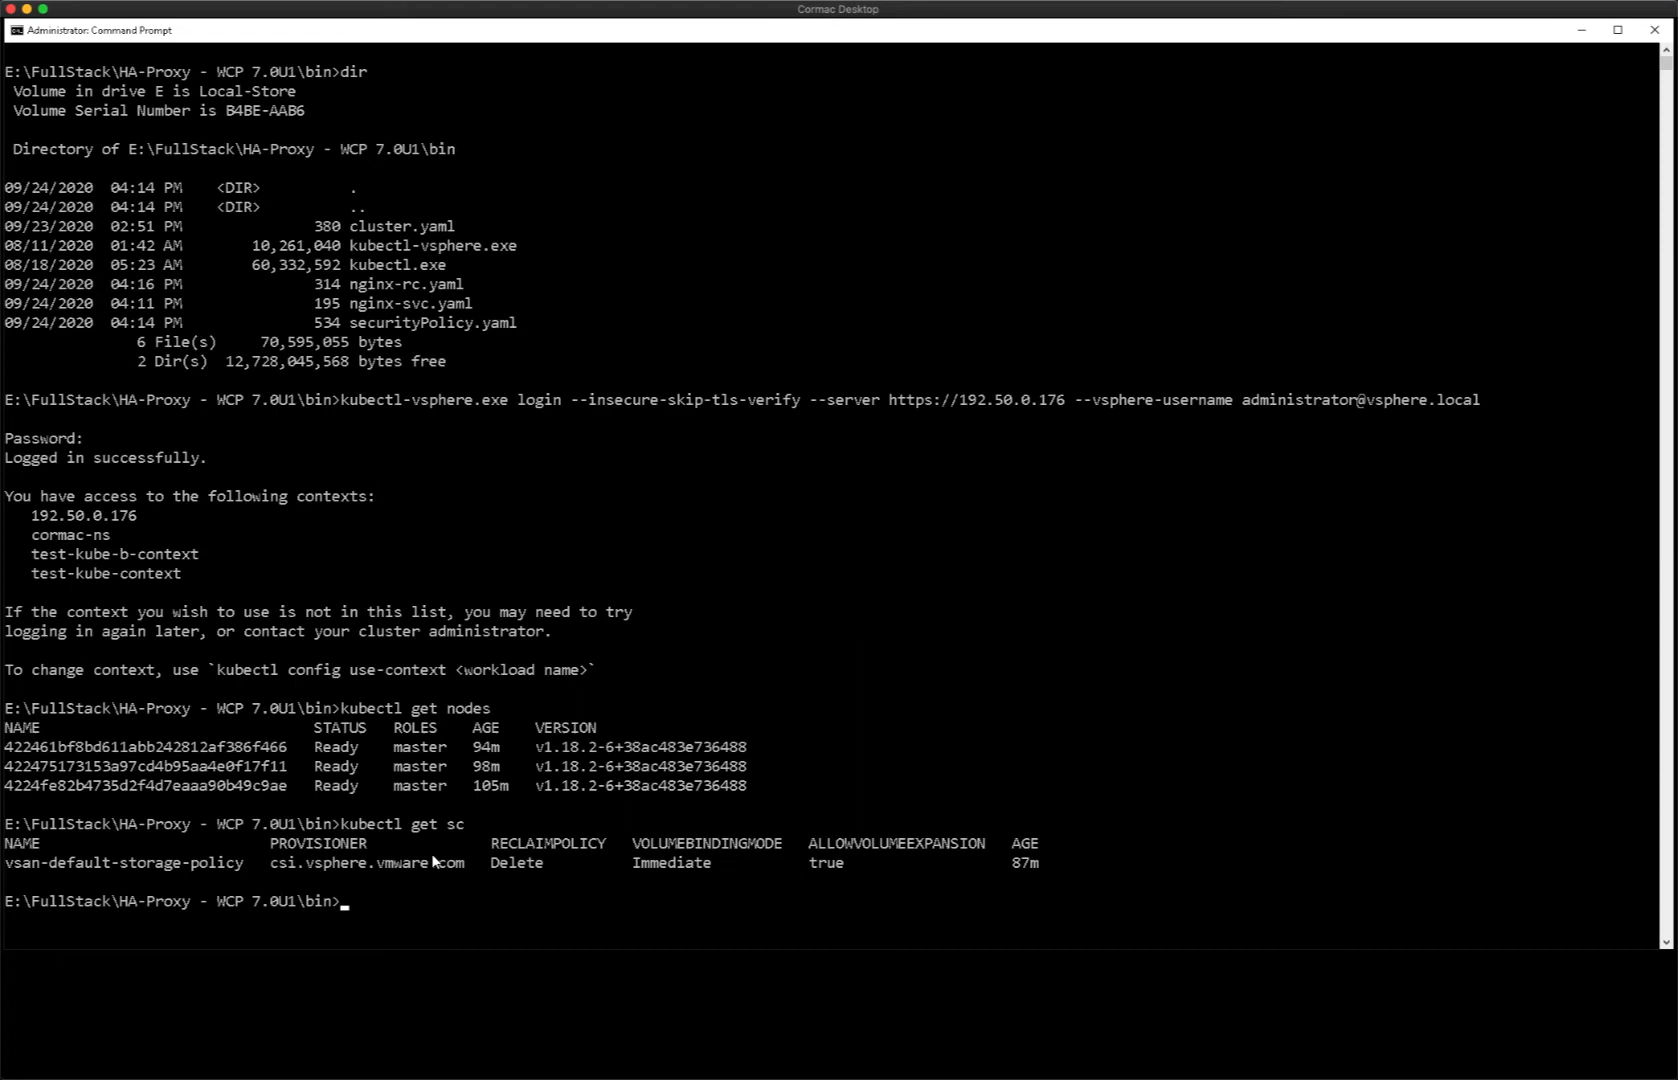 Cormac Desktop
Administrator: Command Prompt
E:\FullStack\HA-Proxy - WCP 7.0U1\bin>dir
Volume in drive E is Local-Store
Volume Serial Number is B4BE-AAB6
Directory of E:\FullStack\HA-Proxy - WCP 7.0U1\bin
09/24/2020  04:14 PM    <DIR>          .
09/24/2020  04:14 PM    <DIR>          ..
09/23/2020  02:51 PM               380 cluster.yaml
08/11/2020  01:42 AM        10,261,040 kubectl-vsphere.exe
08/18/2020  05:23 AM        60,332,592 kubectl.exe
09/24/2020  04:16 PM               314 nginx-rc.yaml
09/24/2020  04:11 PM               195 nginx-svc.yaml
09/24/2020  04:14 PM               534 securityPolicy.yaml
6 File(s)     70,595,055 bytes
2 Dir(s)  12,728,045,568 bytes free
E:\FullStack\HA-Proxy - WCP 7.0U1\bin>kubectl-vsphere.exe login --insecure-skip-tls-verify --server https://192.50.0.176 --vsphere-username administrator@vsphere.local
Password:
Logged in successfully.
You have access to the following contexts:
192.50.0.176
cormac-ns
test-kube-b-context
test-kube-context
If the context you wish to use is not in this list, you may need to try
logging in again later, or contact your cluster administrator.
To change context, use `kubectl config use-context <workload name>`
E:\FullStack\HA-Proxy - WCP 7.0U1\bin>kubectl get nodes
NAME                               STATUS   ROLES    AGE    VERSION
422461bf8bd611abb242812af386f466   Ready    master   94m    v1.18.2-6+38ac483e736488
422475173153a97cd4b95aa4e0f17f11   Ready    master   98m    v1.18.2-6+38ac483e736488
4224fe82b4735d2f4d7eaaa90b49c9ae   Ready    master   105m   v1.18.2-6+38ac483e736488
E:\FullStack\HA-Proxy - WCP 7.0U1\bin>kubectl get sc
NAME                          PROVISIONER              RECLAIMPOLICY   VOLUMEBINDINGMODE   ALLOWVOLUMEEXPANSION   AGE
vsan-default-storage-policy   csi.vsphere.vmware.com   Delete          Immediate           true                   87m
E:\FullStack\HA-Proxy - WCP 7.0U1\bin>